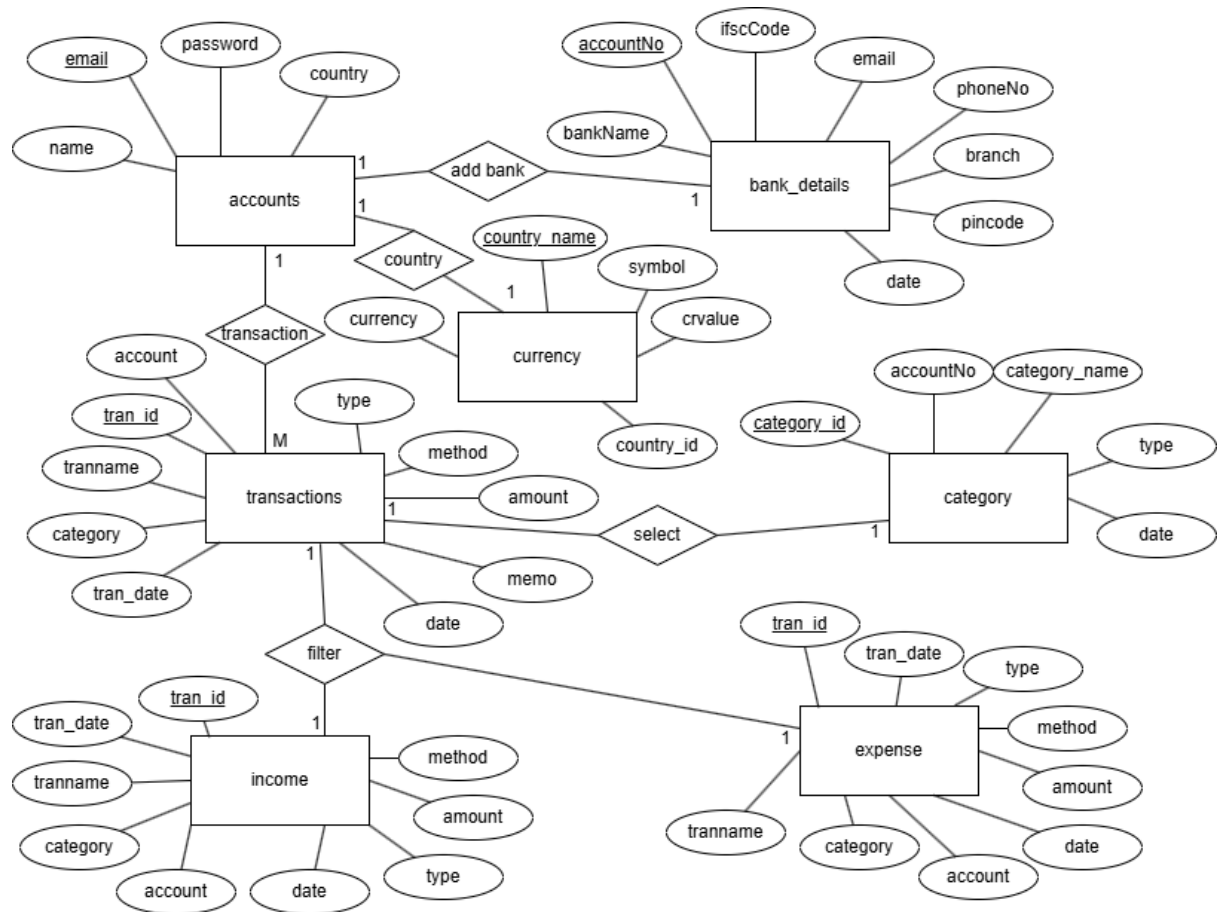 email
password
country
name
accounts
1
1
1
add bank
1
accountNo
ifscCode
email
phoneNo
bankName
branch
bank_details
pincode
date
country
1
country_name
symbol
currency
crvalue
currency
country_id
transaction
M
account
tran_id
type
tranname
method
transactions
amount
category
tran_date
memo
date
1
1
select
1
accountNo
category_name
category_id
type
category
date
filter
1
1
tran_id
tran_date
tranname
income
method
amount
category
account
date
type
tran_id
tran_date
type
method
expense
amount
tranname
category
account
date